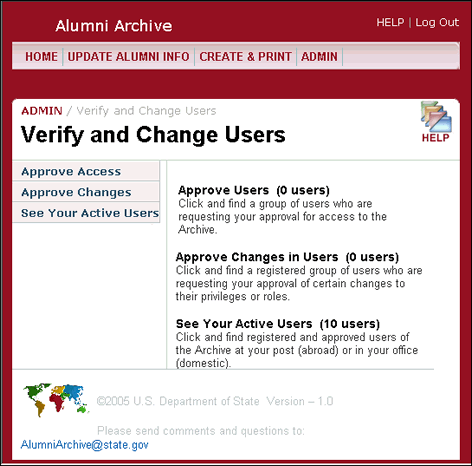 Alumni Archive
HELP | Log Out
HOME UPDATE ALUMNI INFO CREATE & PRINT ADMIN
ADMIN / Verify and Change Users
HELP
Verify and Change Users
Approve Access
Approve Changes
See Your Active Users
Approve Users (0 users)
Click and find a group of users who are
requesting your approval for access to the
Archive.
Approve Changes in Users (0 users)
Click and find a registered group of users who are
requesting your approval of certain changes to
their privileges or roles.
See Your Active Users (10 users)
Click and find registered and approved users of
the Archive at your post (abroad) or in your office
(domestic).
©2005 U.S. Department of State Version – 1.0
Please send comments and questions to:
AlumniArchive@state.gov